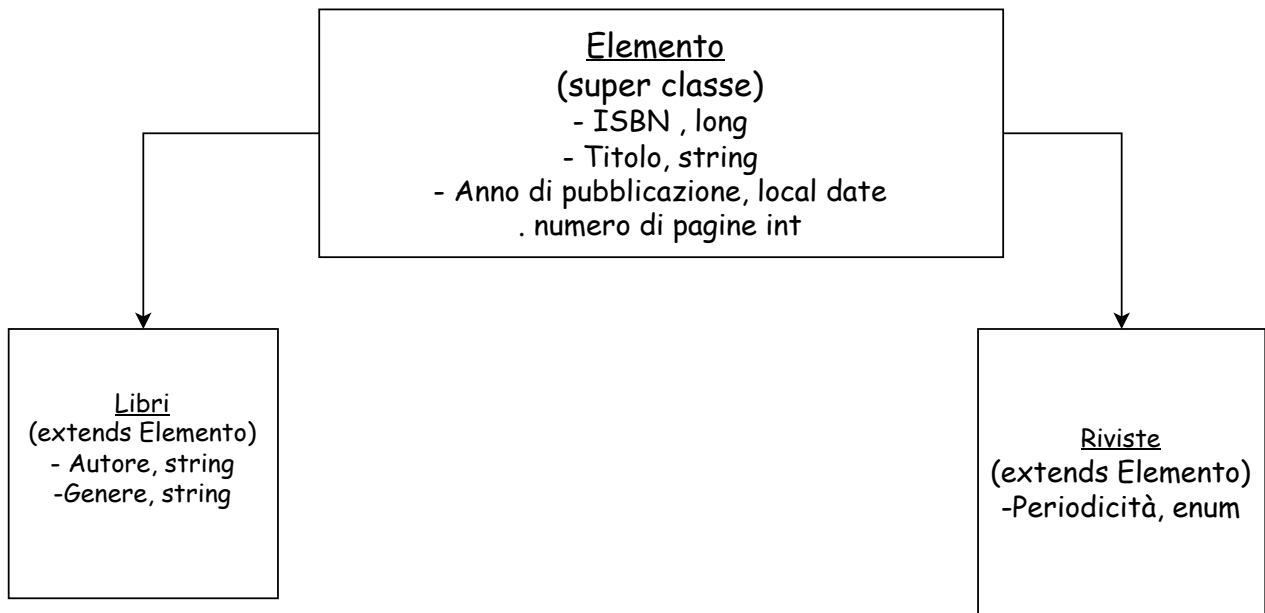 Elemento
(super classe)
- ISBN , long
- Titolo, string
- Anno di pubblicazione, local date
. numero di pagine int
Libri
(extends Elemento)
- Autore, string
-Genere, string
Riviste
(extends Elemento)
-Periodicità, enum